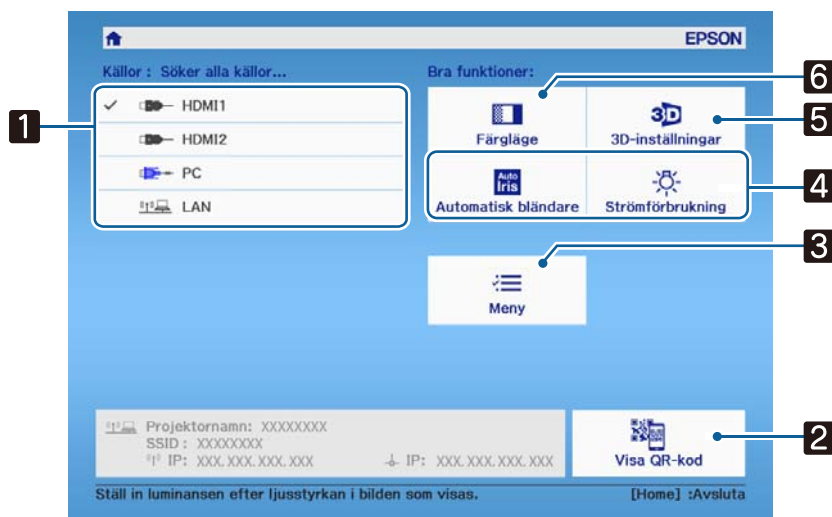 EPSON
Källor : Söker alla källor...
HDMI1
HDMI2
PC
LAN
Bra funktioner:
Färgläge
3D
3D-inställningar
Auto
Iris
Automatisk bländare
Strömförbrukning
Meny
Projektornamn: XXXXXXXX
SSID : XXXXXXXX
IP: XXX. XXX. XXX. XXX
IP: XXX. XXX. XXX. XXX
Visa QR-kod
Ställ in luminansen efter ljusstyrkan i bilden som visas.
[Home] :Avsluta
1
6
5
4
3
2